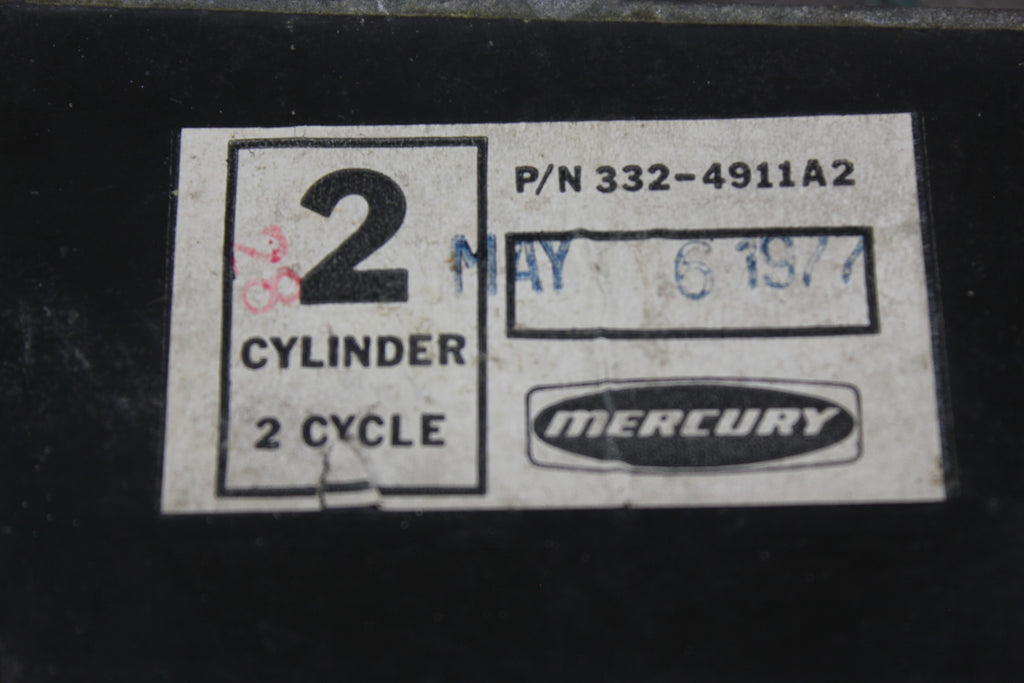 2
CYLINDER
2 CYCLE
P/N 332-4911A2
MAY 6 1977
MERCURY